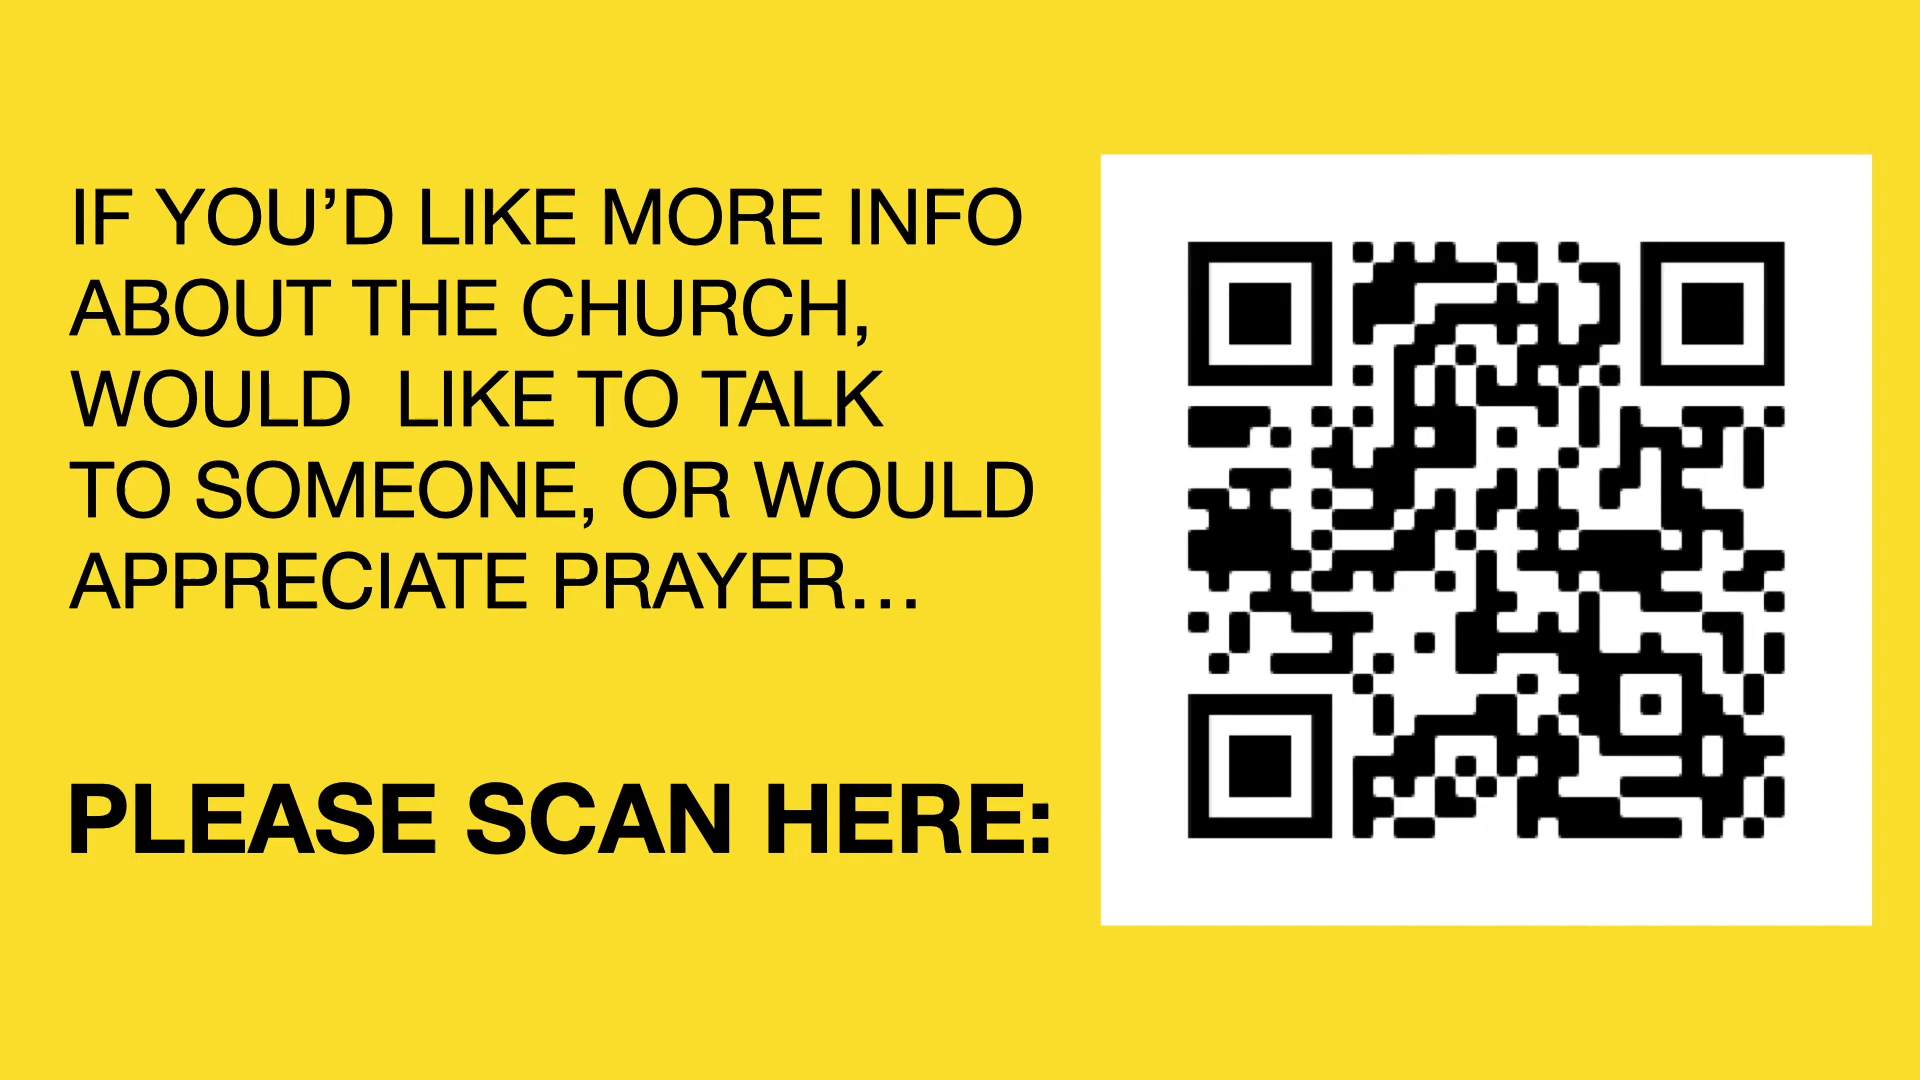 IF YOU’D LIKE MORE INFO
ABOUT THE CHURCH,
WOULD  LIKE TO TALK
TO SOMEONE, OR WOULD
APPRECIATE PRAYER…
PLEASE SCAN HERE: